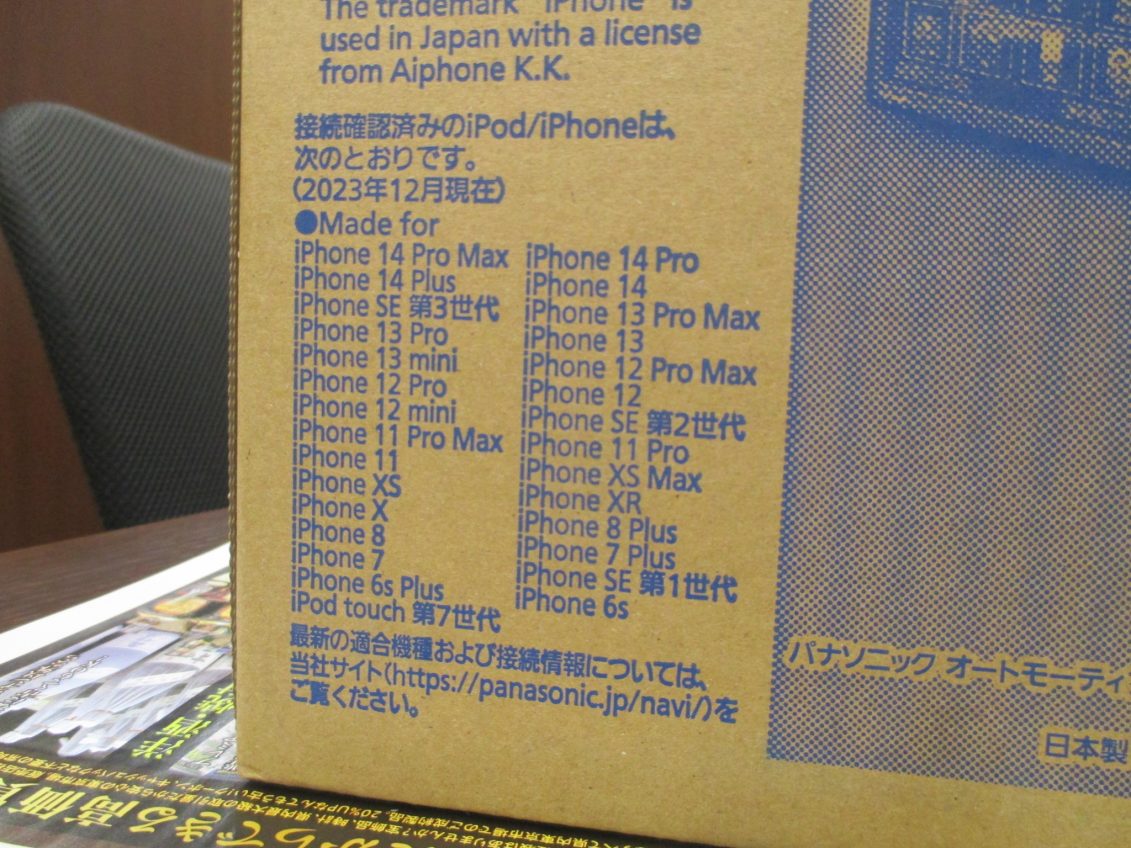 The trademark "iPhone" is
used in Japan with a license
from Aiphone K.K.
接続確認済みのiPod/iPhoneは、
次のとおりです。
(2023年12月現在)
●Made for
iPhone 14 Pro Max iPhone 14 Pro
iPhone 14 Plus iPhone 14
iPhone SE 第3世代 iPhone 13 Pro Max
iPhone 13 Pro iPhone 13
iPhone 13 mini iPhone 12 Pro Max
iPhone 12 Pro iPhone 12
iPhone 12 mini iPhone SE 第2世代
iPhone 11 Pro Max iPhone 11 Pro
iPhone 11 iPhone XS Max
iPhone XS iPhone XR
iPhone X iPhone 8 Plus
iPhone 8 iPhone 7 Plus
iPhone 7 iPhone SE 第1世代
iPhone 6s Plus iPhone 6s
iPod touch 第7世代
最新の適合機種および接続情報については、
当社サイト(https://panasonic.jp/navi/)を
ご覧ください。
パナソニック オートモーティ
日本製
洋酒
できる高価